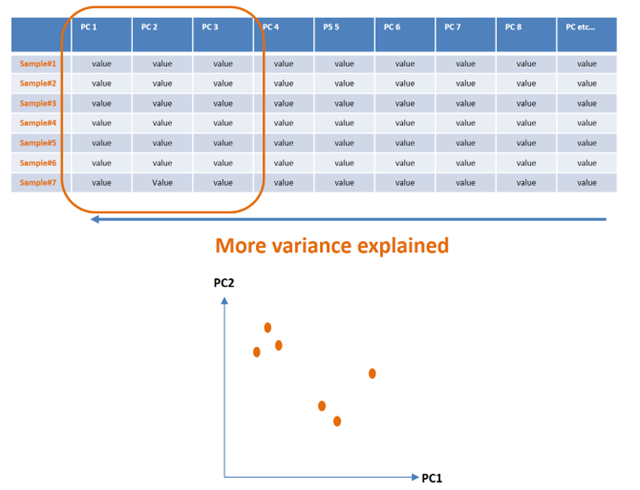 PC 1 PC 2 PC 3 PC 4 P5 5 PC 6 PC 7 PC 8 PC etc...
Sample#1 value value value value value value value value value
Sample#2 value value value value value value value value value
Sample#3 value value value value value value value value value
Sample#4 value value value value value value value value value
Sample#5 value value value value value value value value value
Sample#6 value value value value value value value value value
Sample#7 value Value value value value value value value value
More variance explained
PC2
PC1